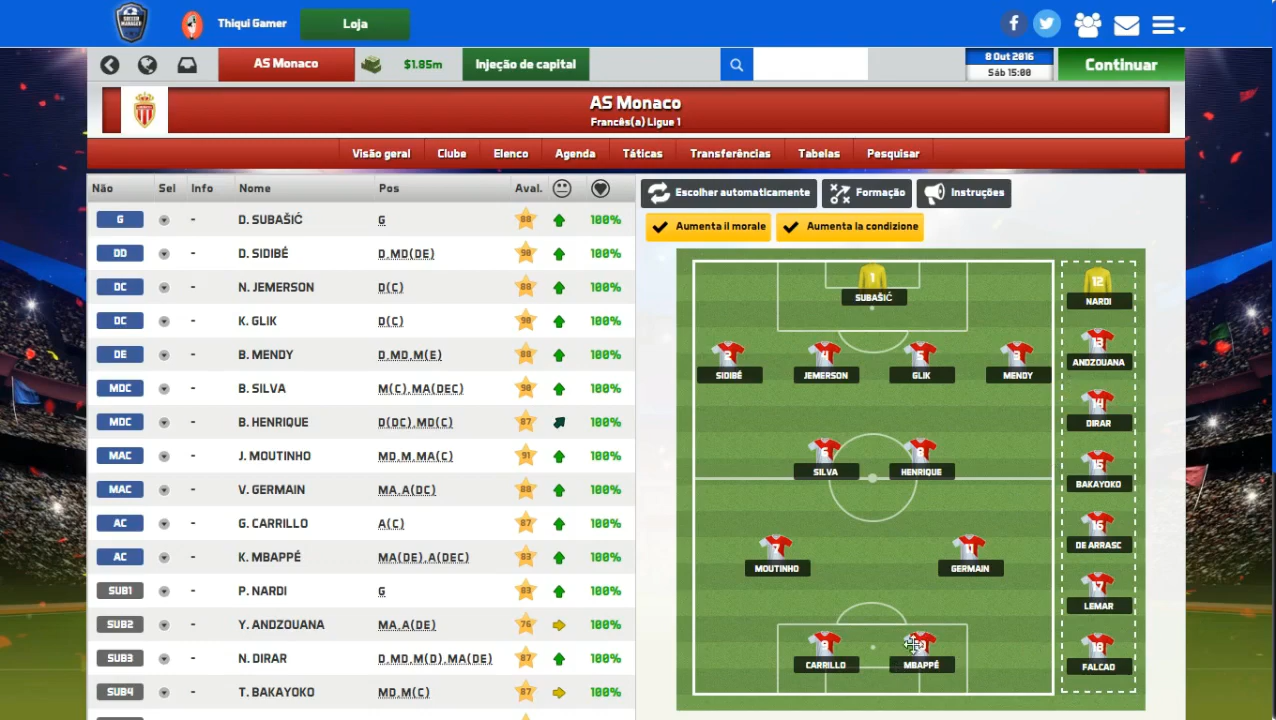 Thiqui Gamer
Loja
AS Monaco
$1.85m
Injeção de capital
8 Out 2016
Sáb 15:00
Continuar
AS Monaco
Francês(a) Ligue 1
Visão geral Clube Elenco Agenda Táticas Transferências Tabelas Pesquisar
Não Sel Info Nome Pos Aval.
G - D. SUBAŠIĆ G 88 100%
DD - D. SIDIBÉ D,MD(DE) 90 100%
DC - N. JEMERSON D(C) 88 100%
DC - K. GLIK D(C) 90 100%
DE - B. MENDY D,MD,M(E) 88 100%
MDC - B. SILVA M(C),MA(DEC) 90 100%
MDC - B. HENRIQUE D(DC),MD(C) 87 100%
MAC - J. MOUTINHO MD,M,MA(C) 91 100%
MAC - V. GERMAIN MA,A(DC) 88 100%
AC - G. CARRILLO A(C) 87 100%
AC - K. MBAPPÉ MA(DE),A(DEC) 83 100%
SUB1 - P. NARDI G 83 100%
SUB2 - Y. ANDZOUANA MA,A(DE) 76 100%
SUB3 - N. DIRAR D,MD,M(D),MA(DE) 87 100%
SUB4 - T. BAKAYOKO MD,M(C) 87 100%
Escolher automaticamente Formação Instruções
Aumenta il morale Aumenta la condizione
1
SUBAŠIĆ
2 4 5 3
SIDIBÉ JEMERSON GLIK MENDY
6 8
SILVA HENRIQUE
7
MOUTINHO GERMAIN
9
CARRILLO MBAPPÉ
12
NARDI
13
ANDZOUANA
14
DIRAR
15
BAKAYOKO
16
DE ARRASC
17
LEMAR
18
FALCAO